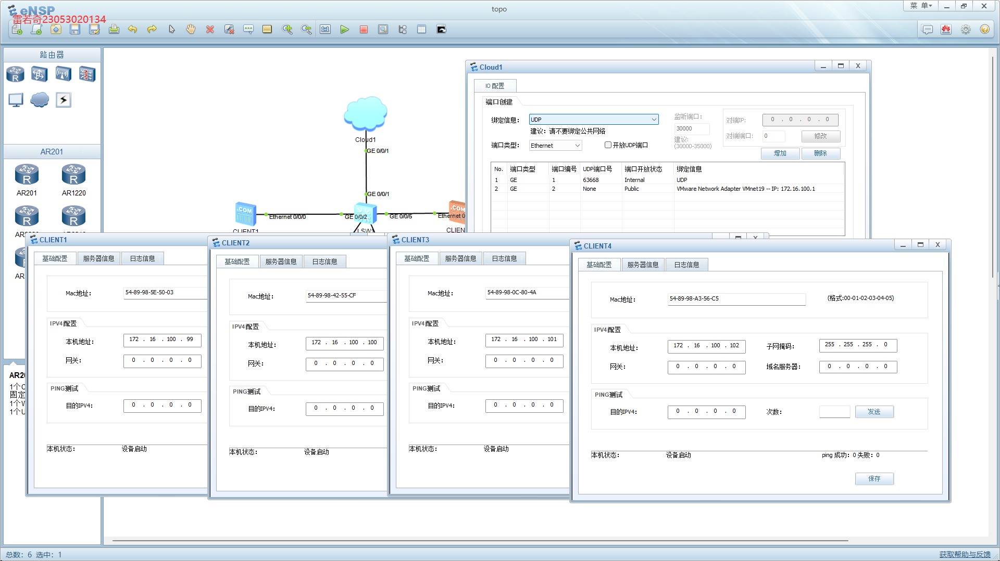 eNSP
雷若奇23053020134
topo
菜 单
路由器
AR201
AR201
AR1220
Cloud1
GE 0/0/1
GE 0/0/1
CLIENT1
Ethernet 0/0/0
GE 0/0/2
GE 0/0/5
Ethernet 0
LSW1
CLIEN
Cloud1
IO 配置
端口创建
绑定信息: UDP
建议: 请不要绑定公共网络
端口类型: Ethernet
开放UDP端口
监听端口:
30000
建议:
(30000-35000)
对端IP: 0 . 0 . 0 . 0
对端端口: 0
修改
增加
删除
No. 端口类型 端口编号 UDP端口号 端口开放状态 绑定信息
1 GE 1 63668 Internal UDP
2 GE 2 None Public VMware Network Adapter VMnet19 -- IP: 172.16.100.1
CLIENT1
基础配置 服务器信息 日志信息
Mac地址: 54-89-98-5E-50-03
IPV4配置
本机地址: 172 . 16 . 100 . 99
网关: 0 . 0 . 0 . 0
PING测试
目的IPV4: 0 . 0 . 0 . 0
本机状态: 设备启动
CLIENT2
基础配置 服务器信息 日志信息
Mac地址: 54-89-98-42-55-CF
IPV4配置
本机地址: 172 . 16 . 100 . 100
网关: 0 . 0 . 0 . 0
PING测试
目的IPV4: 0 . 0 . 0 . 0
本机状态: 设备启动
CLIENT3
基础配置 服务器信息 日志信息
Mac地址: 54-89-98-0C-80-4A
IPV4配置
本机地址: 172 . 16 . 100 . 101
网关: 0 . 0 . 0 . 0
PING测试
目的IPV4: 0 . 0 . 0 . 0
本机状态: 设备启动
CLIENT4
基础配置 服务器信息 日志信息
Mac地址: 54-89-98-A3-56-C5 (格式:00-01-02-03-04-05)
IPV4配置
本机地址: 172 . 16 . 100 . 102 子网掩码: 255 . 255 . 255 . 0
网关: 0 . 0 . 0 . 0 域名服务器: 0 . 0 . 0 . 0
PING测试
目的IPV4: 0 . 0 . 0 . 0 次数: 发送
本机状态: 设备启动 ping 成功: 0 失败: 0
保存
AR
AR
AR20
1个C
固定
1个W
1个U
总数: 6 选中: 1
获取帮助与反馈